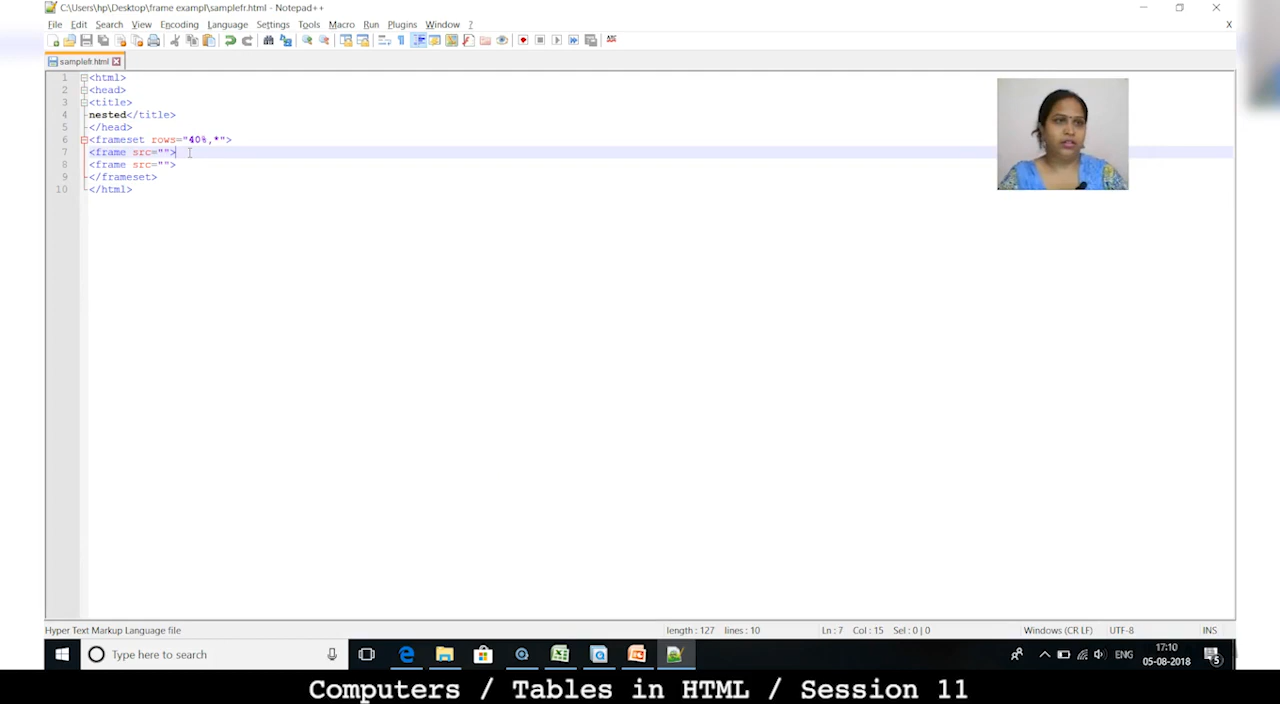 C:\Users\hp\Desktop\frame exampl\samplefr.html - Notepad++
File Edit Search View Encoding Language Settings Tools Macro Run Plugins Window ? X
samplefr.html
1 <html>
2 <head>
3 <title>
4 nested</title>
5 </head>
6 <frameset rows="40%,*">
7 <frame src="">
8 <frame src="">
9 </frameset>
10 </html>
Hyper Text Markup Language file length : 127 lines : 10 Ln : 7 Col : 15 Sel : 0 | 0 Windows (CR LF) UTF-8 INS
Type here to search ENG 17:10
05-08-2018 5
Computers / Tables in HTML / Session 11